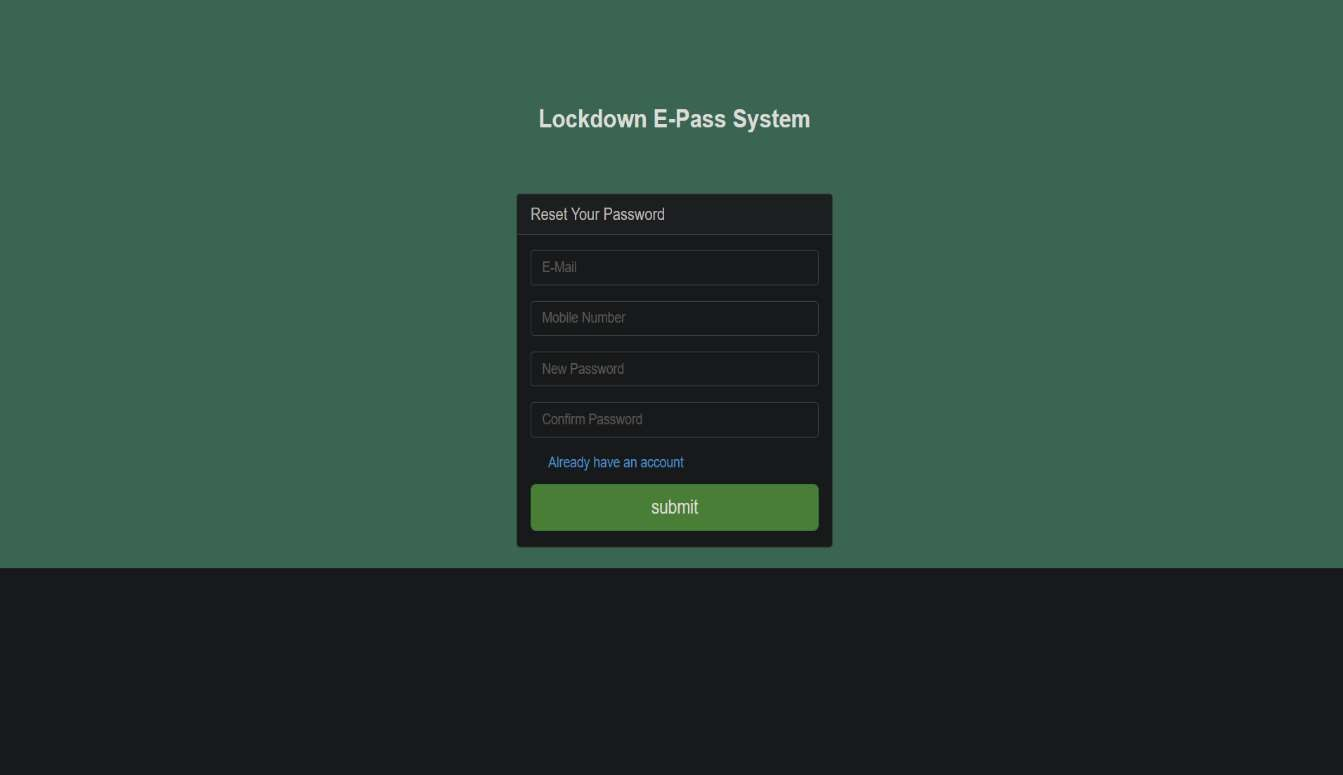 Lockdown E-Pass System
Reset Your Password
E-Mail
Mobile Number
New Password
Confirm Password
Already have an account
submit